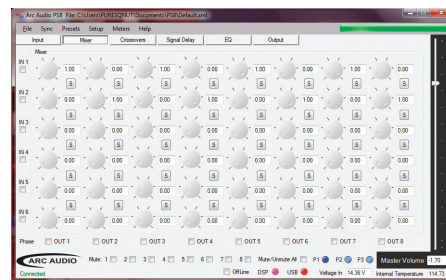 Arc Audio PS8 File: C:\Users\PURESQNUT\Documents\PS8\Default.xml
File Sync Presets Setup Meters Help
Input Mixer Crossovers Signal Delay EQ Output
Mixer
IN 1 1.00 0.00 1.00 0.00 1.00 0.00 0.00 0.00
S S S S S S S S
IN 2 0.00 1.00 0.00 1.00 0.00 1.00 0.00 0.00
S S S S S S S S
IN 3 0.00 0.00 0.00 0.00 0.00 0.00 0.00 0.00
S S S S S S S S
IN 4 0.00 0.00 0.00 0.00 0.00 0.00 0.00 0.00
S S S S S S S S
IN 5 0.00 0.00 0.00 0.00 0.00 0.00 0.00 0.00
S S S S S S S S
IN 6 0.00 0.00 0.00 0.00 0.00 0.00 0.00 0.00
Phase OUT 1 OUT 2 OUT 3 OUT 4 OUT 5 OUT 6 OUT 7 OUT 8
ARC AUDIO Mute: 1 2 3 4 5 6 7 8 Mute/Unmute All P1 P2 P3 Master Volume -1.70
Connected OffLine DSP USB Voltage In 14.36 V Internal Temperature 114.73